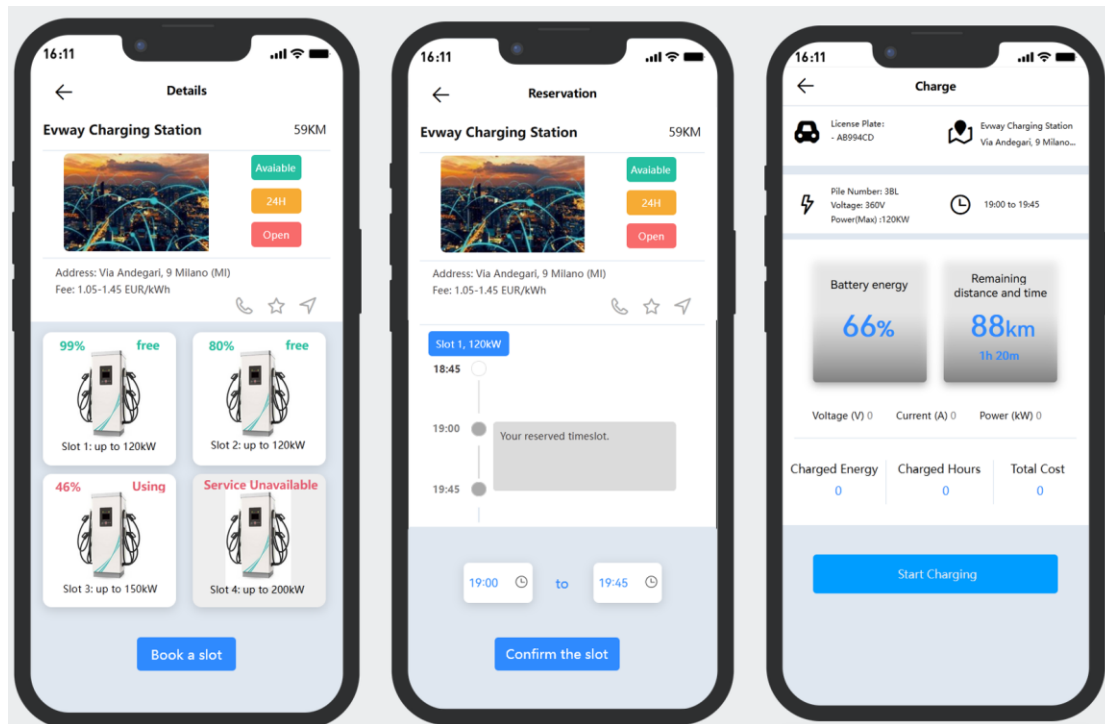 16:11
Details
Evway Charging Station
59KM
Avaiable
24H
Open
Address: Via Andegari, 9 Milano (MI)
Fee: 1.05-1.45 EUR/kWh
99% free
Slot 1: up to 120kW
80% free
Slot 2: up to 120kW
46% Using
Slot 3: up to 150kW
Service Unavailable
Slot 4: up to 200kW
Book a slot
16:11
Reservation
Evway Charging Station
59KM
Avaiable
24H
Open
Address: Via Andegari, 9 Milano (MI)
Fee: 1.05-1.45 EUR/kWh
Slot 1, 120kW
18:45
19:00
Your reserved timeslot.
19:45
19:00 to 19:45
Confirm the slot
16:11
Charge
License Plate:
- AB994CD
Evway Charging Station
Via Andegari, 9 Milano...
Pile Number: 3BL
Voltage: 360V
Power(Max) :120KW
19:00 to 19:45
Battery energy
66%
Remaining
distance and time
88km
1h 20m
Voltage (V) 0 Current (A) 0 Power (kW) 0
Charged Energy
0
Charged Hours
0
Total Cost
0
Start Charging